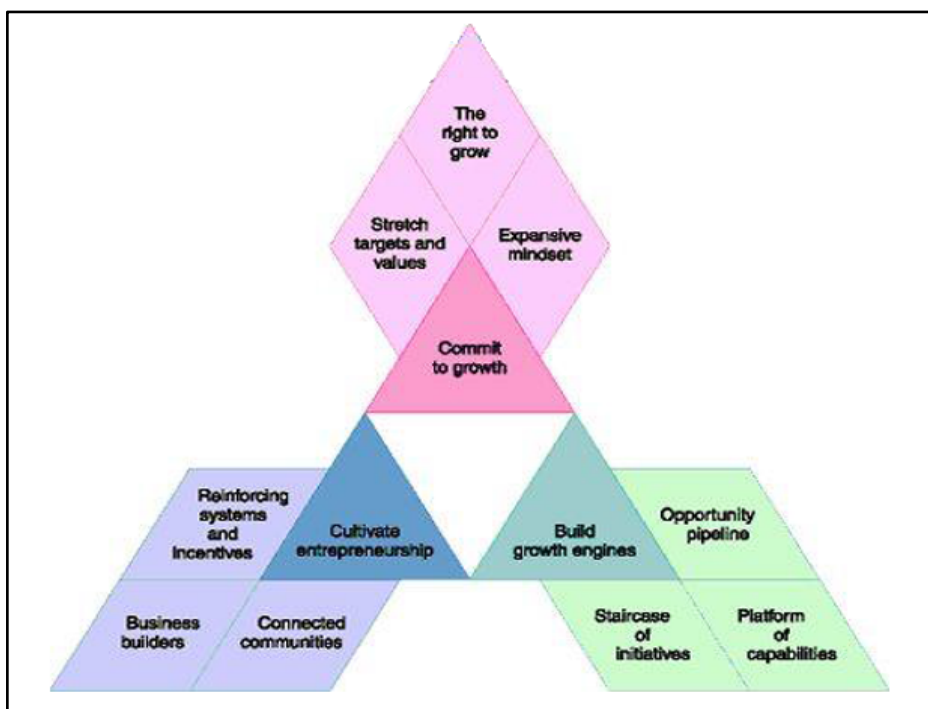 The
right to
grow
Stretch
targets and
values
Expansive
mindset
Commit
to growth
Reinforcing
systems
and
incentives
Cultivate
entrepreneurship
Build
growth engines
Opportunity
pipeline
Business
builders
Connected
communities
Staircase
of
initiatives
Platform
of
capabilities